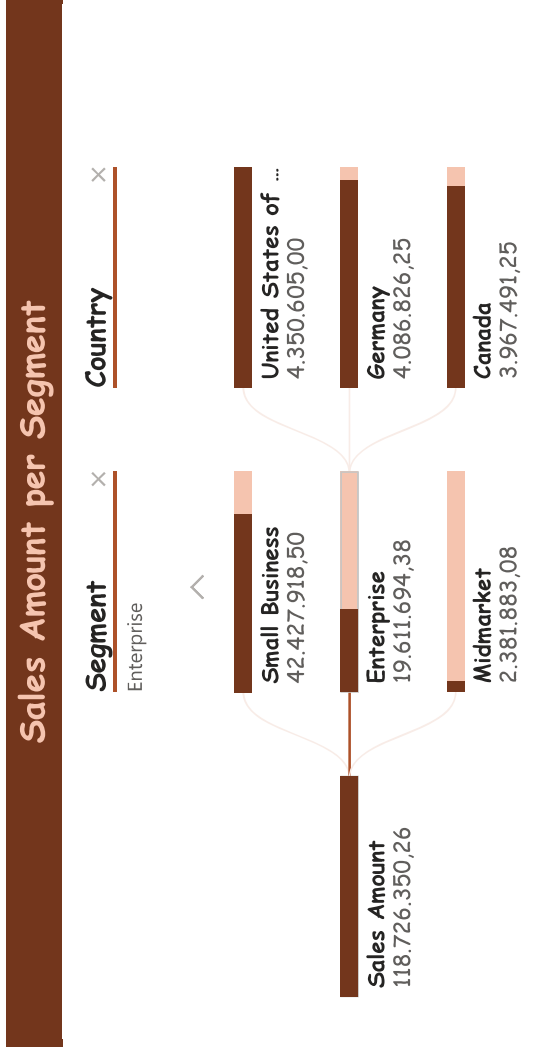 Sales Amount per Segment
Segment
Enterprise
Country
Sales Amount
118.726.350,26
Small Business
42.427.918,50
Enterprise
19.611.694,38
Midmarket
2.381.883,08
United States of ...
4.350.605,00
Germany
4.086.826,25
Canada
3.967.491,25